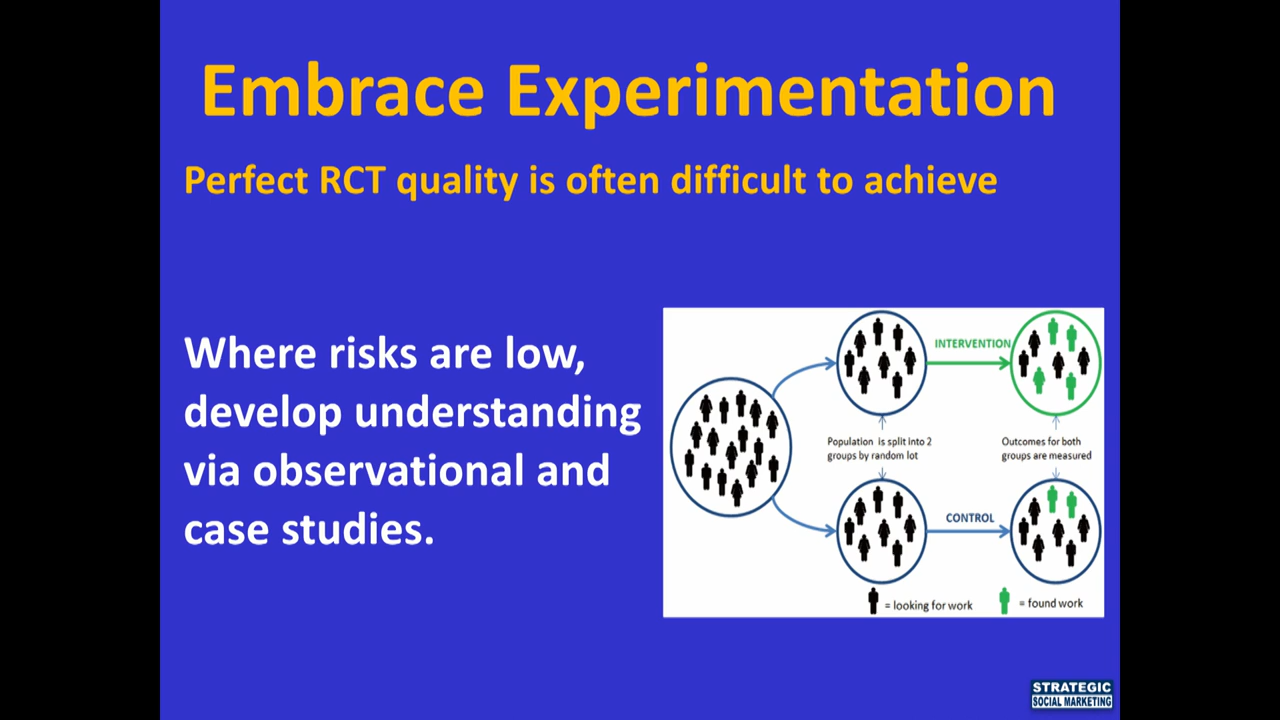 Embrace Experimentation
Perfect RCT quality is often difficult to achieve
Where risks are low,
develop understanding
via observational and
case studies.
INTERVENTION
Population is split into 2
groups by random lot
Outcomes for both
groups are measured
CONTROL
= looking for work
= found work
STRATEGIC
SOCIAL MARKETING